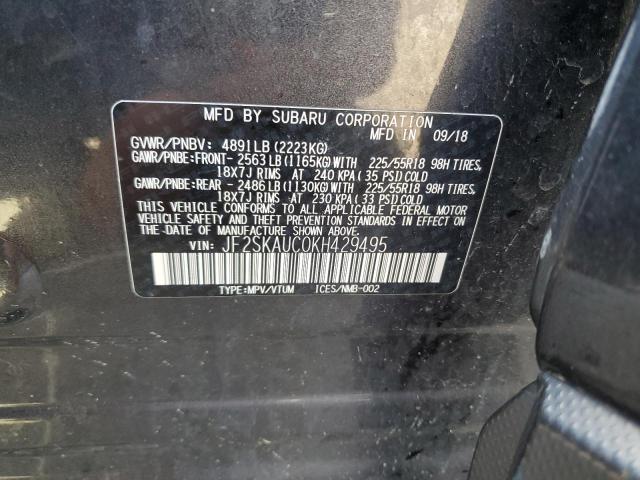 MFD BY SUBARU CORPORATION
MFD IN 09/18
GVWR/PNBV: 4891LB (2223KG)
GAWR/PNBE: FRONT- 2563LB (1165KG) WITH 225/55R18 98H TIRES,
18X7J RIMS AT 240 KPA (35 PSI) COLD
GAWR/PNBE: REAR - 2486LB (1130KG) WITH 225/55R18 98H TIRES,
18X7J RIMS AT 230 KPA (33 PSI) COLD
THIS VEHICLE CONFORMS TO ALL APPLICABLE FEDERAL MOTOR
VEHICLE SAFETY AND THEFT PREVENTION STANDARDS IN EFFECT ON
THE DATE OF MANUFACTURE SHOWN ABOVE.
VIN: JF2SKAUC0KH429495
TYPE:MPV/VTUM ICES/NMB-002